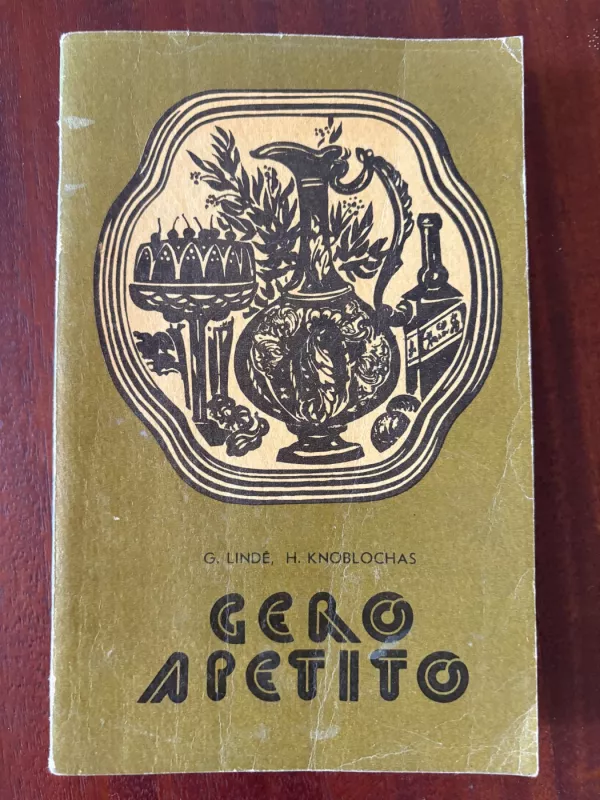 G. LINDĖ, H. KNOBLOCHAS
GERO
APETITO